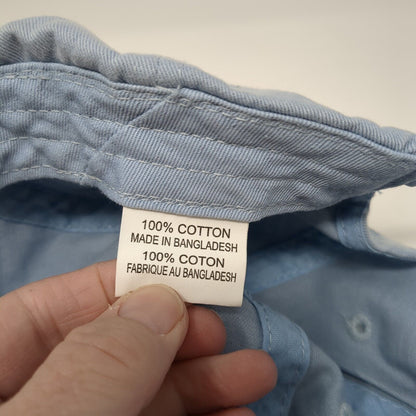 100% COTTON
MADE IN BANGLADESH
100% COTON
FABRIQUE AU BANGLADESH